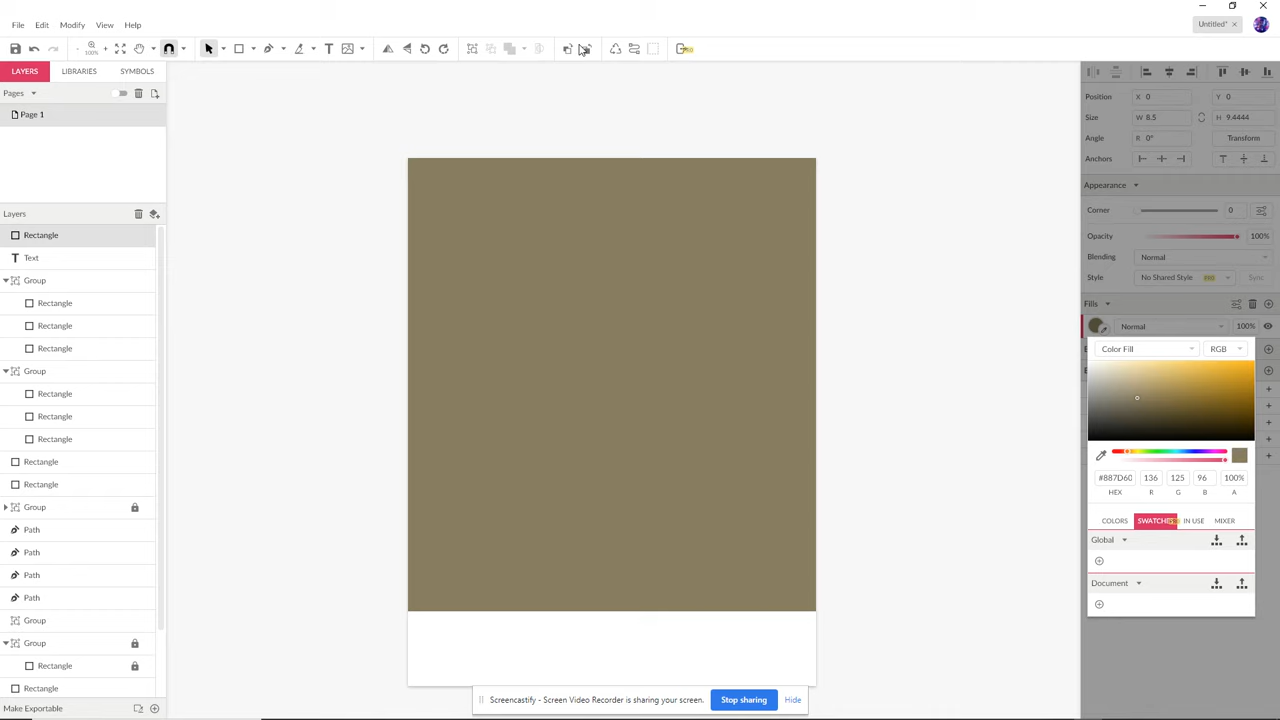 File Edit Modify View Help
Untitled*
100%
LAYERS LIBRARIES SYMBOLS
Pages
Page 1
Layers
Rectangle
Text
Group
Rectangle
Rectangle
Rectangle
Group
Rectangle
Rectangle
Rectangle
Rectangle
Rectangle
Group
Path
Path
Path
Path
Group
Group
Rectangle
Rectangle
Make Exportable
Screencastify - Screen Video Recorder is sharing your screen. Stop sharing Hide
Position X 0 Y 0
Size W 8.5 H 9.4444
Angle R 0° Transform
Anchors
Appearance
Corner 0
Opacity 100%
Blending Normal
Style No Shared Style PRO Sync
Fills
Normal 100%
Color Fill RGB
#887D60 136 125 96 100%
HEX R G B A
COLORS SWATCHES IN USE MIXER
Global
Document